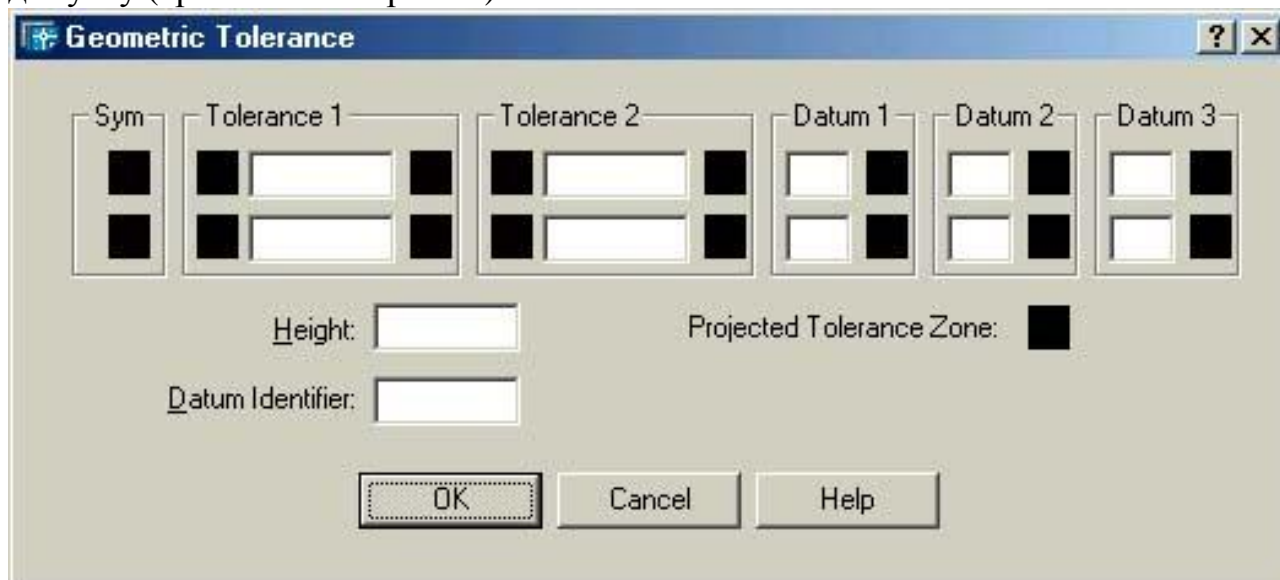 Geometric Tolerance
Sym Tolerance 1 Tolerance 2 Datum 1 Datum 2 Datum 3
Height: Projected Tolerance Zone:
Datum Identifier:
OK Cancel Help